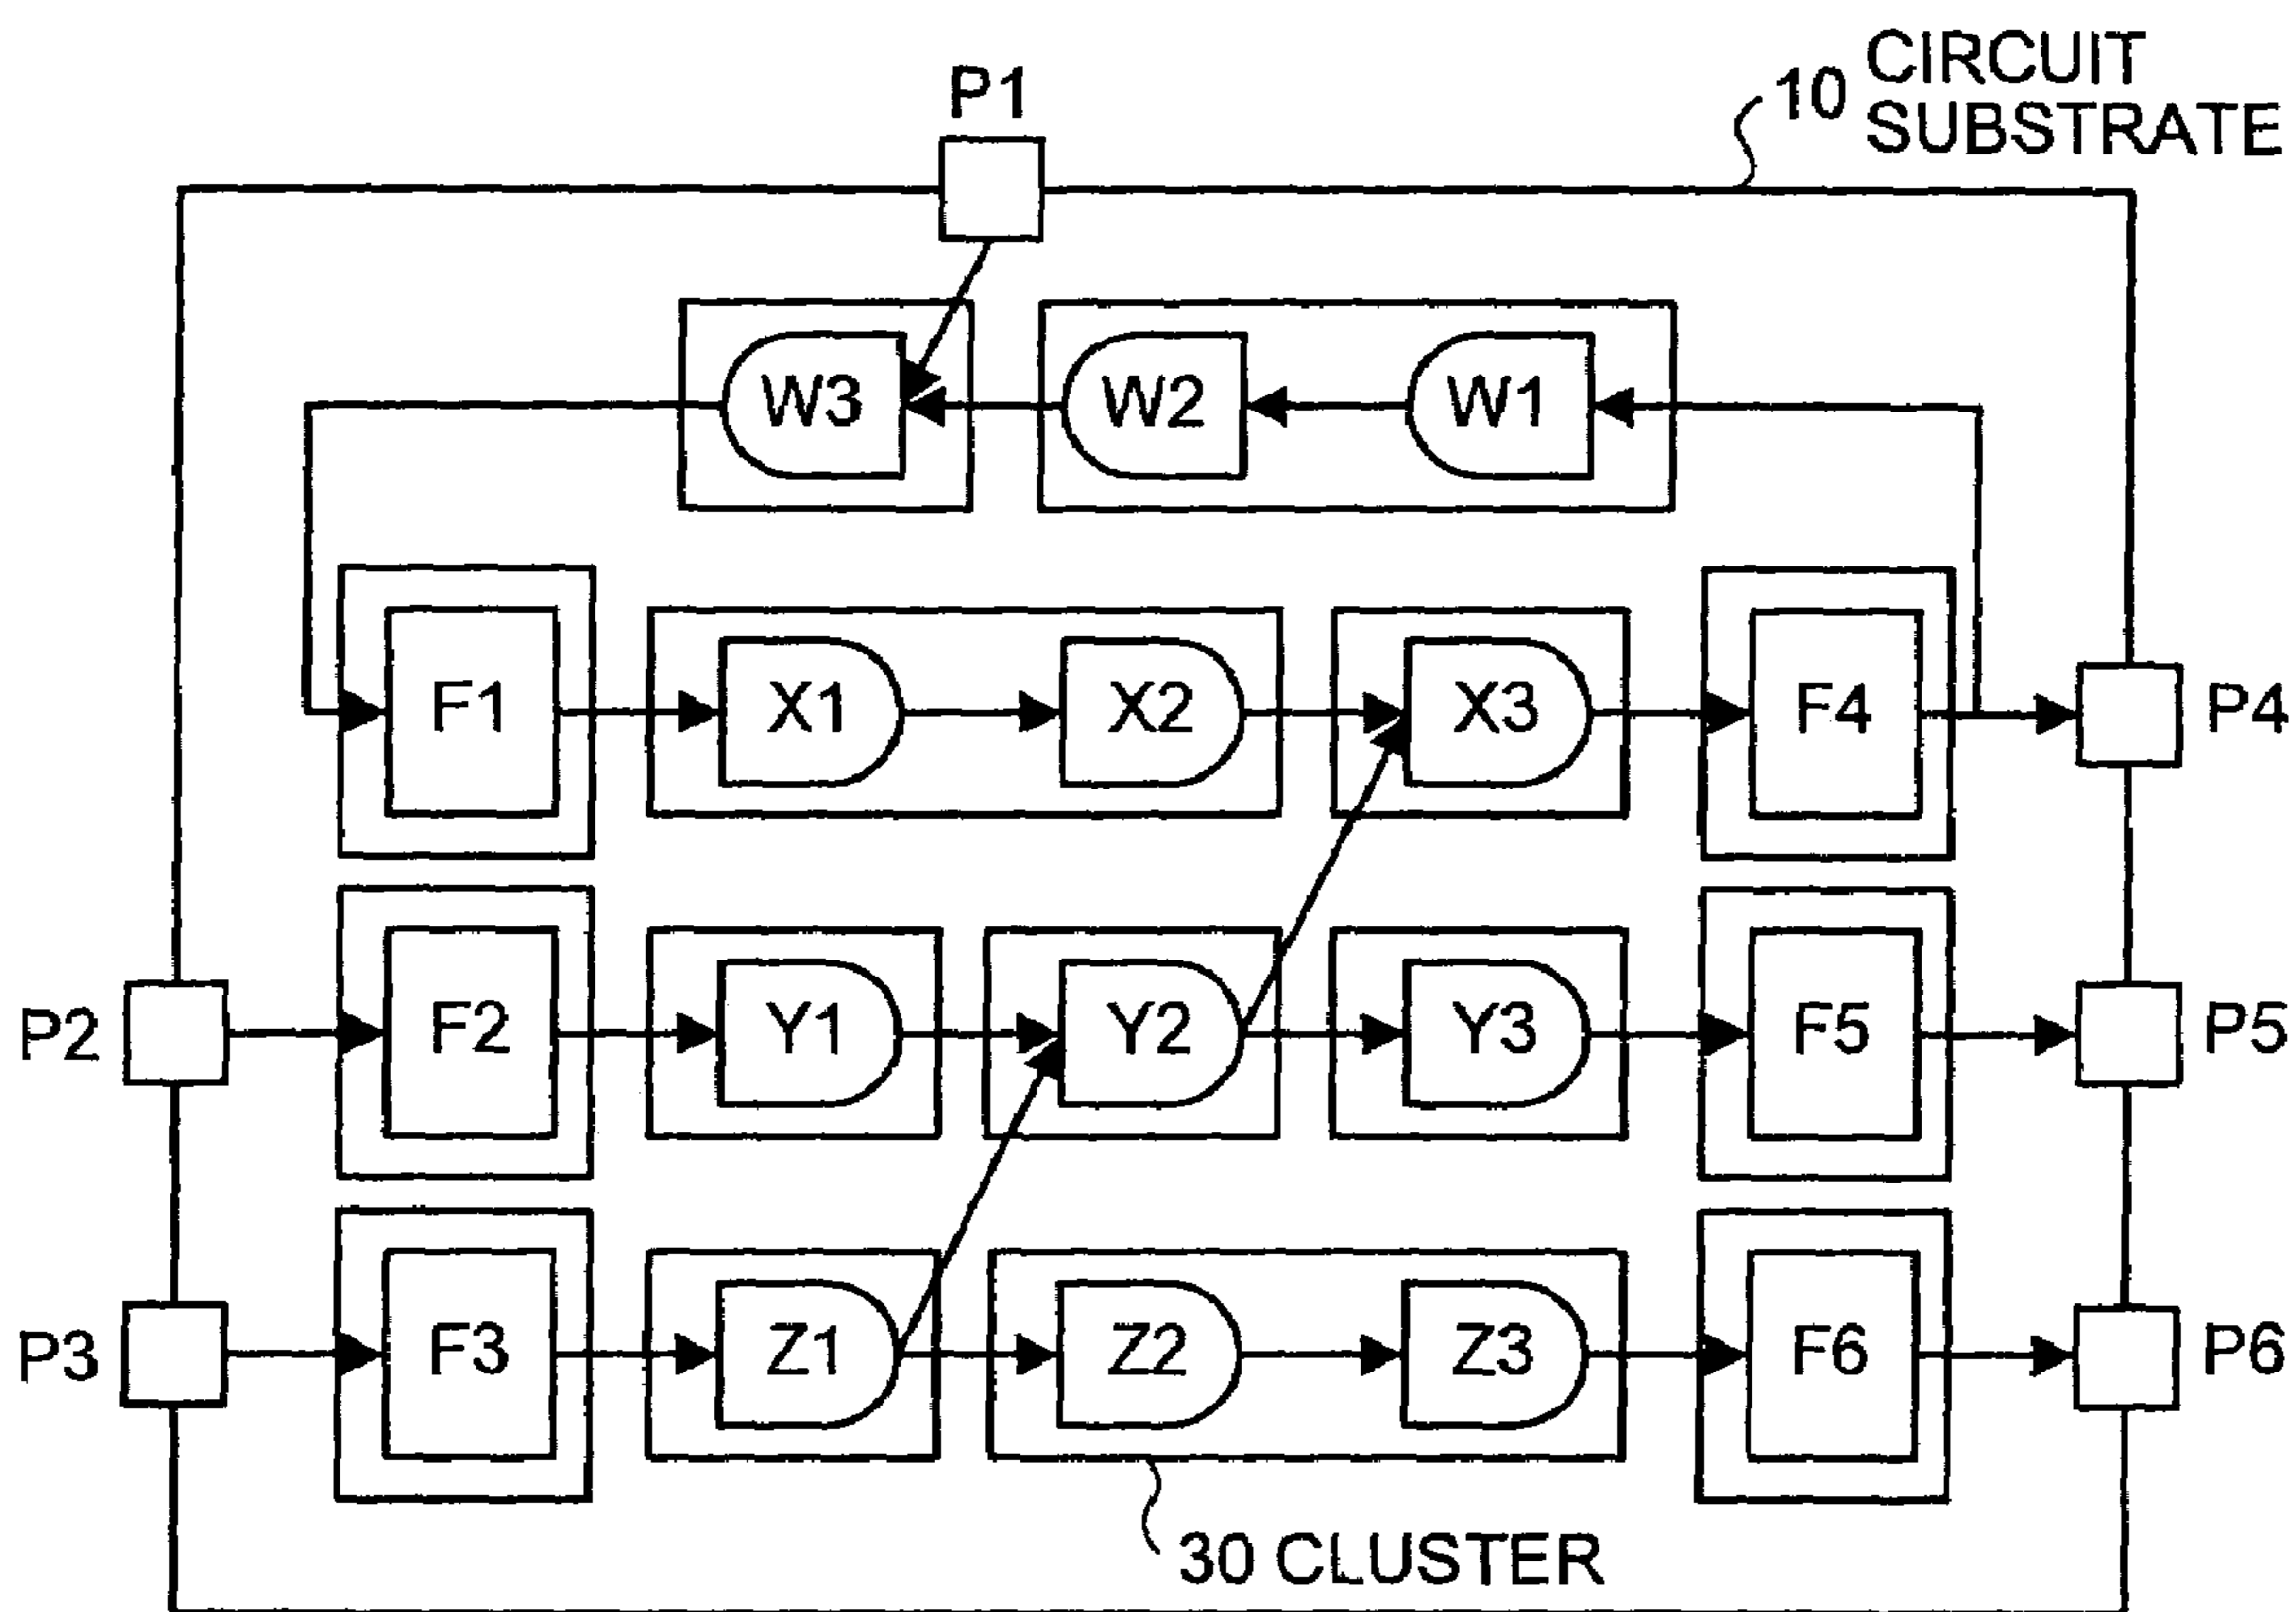 P1
10 CIRCUIT
SUBSTRATE
W3 W2 W1
F1 X1 X2 X3 F4 P4
P2 F2 Y1 Y2 Y3 F5 P5
P3 F3 Z1 Z2 Z3 F6 P6
30 CLUSTER